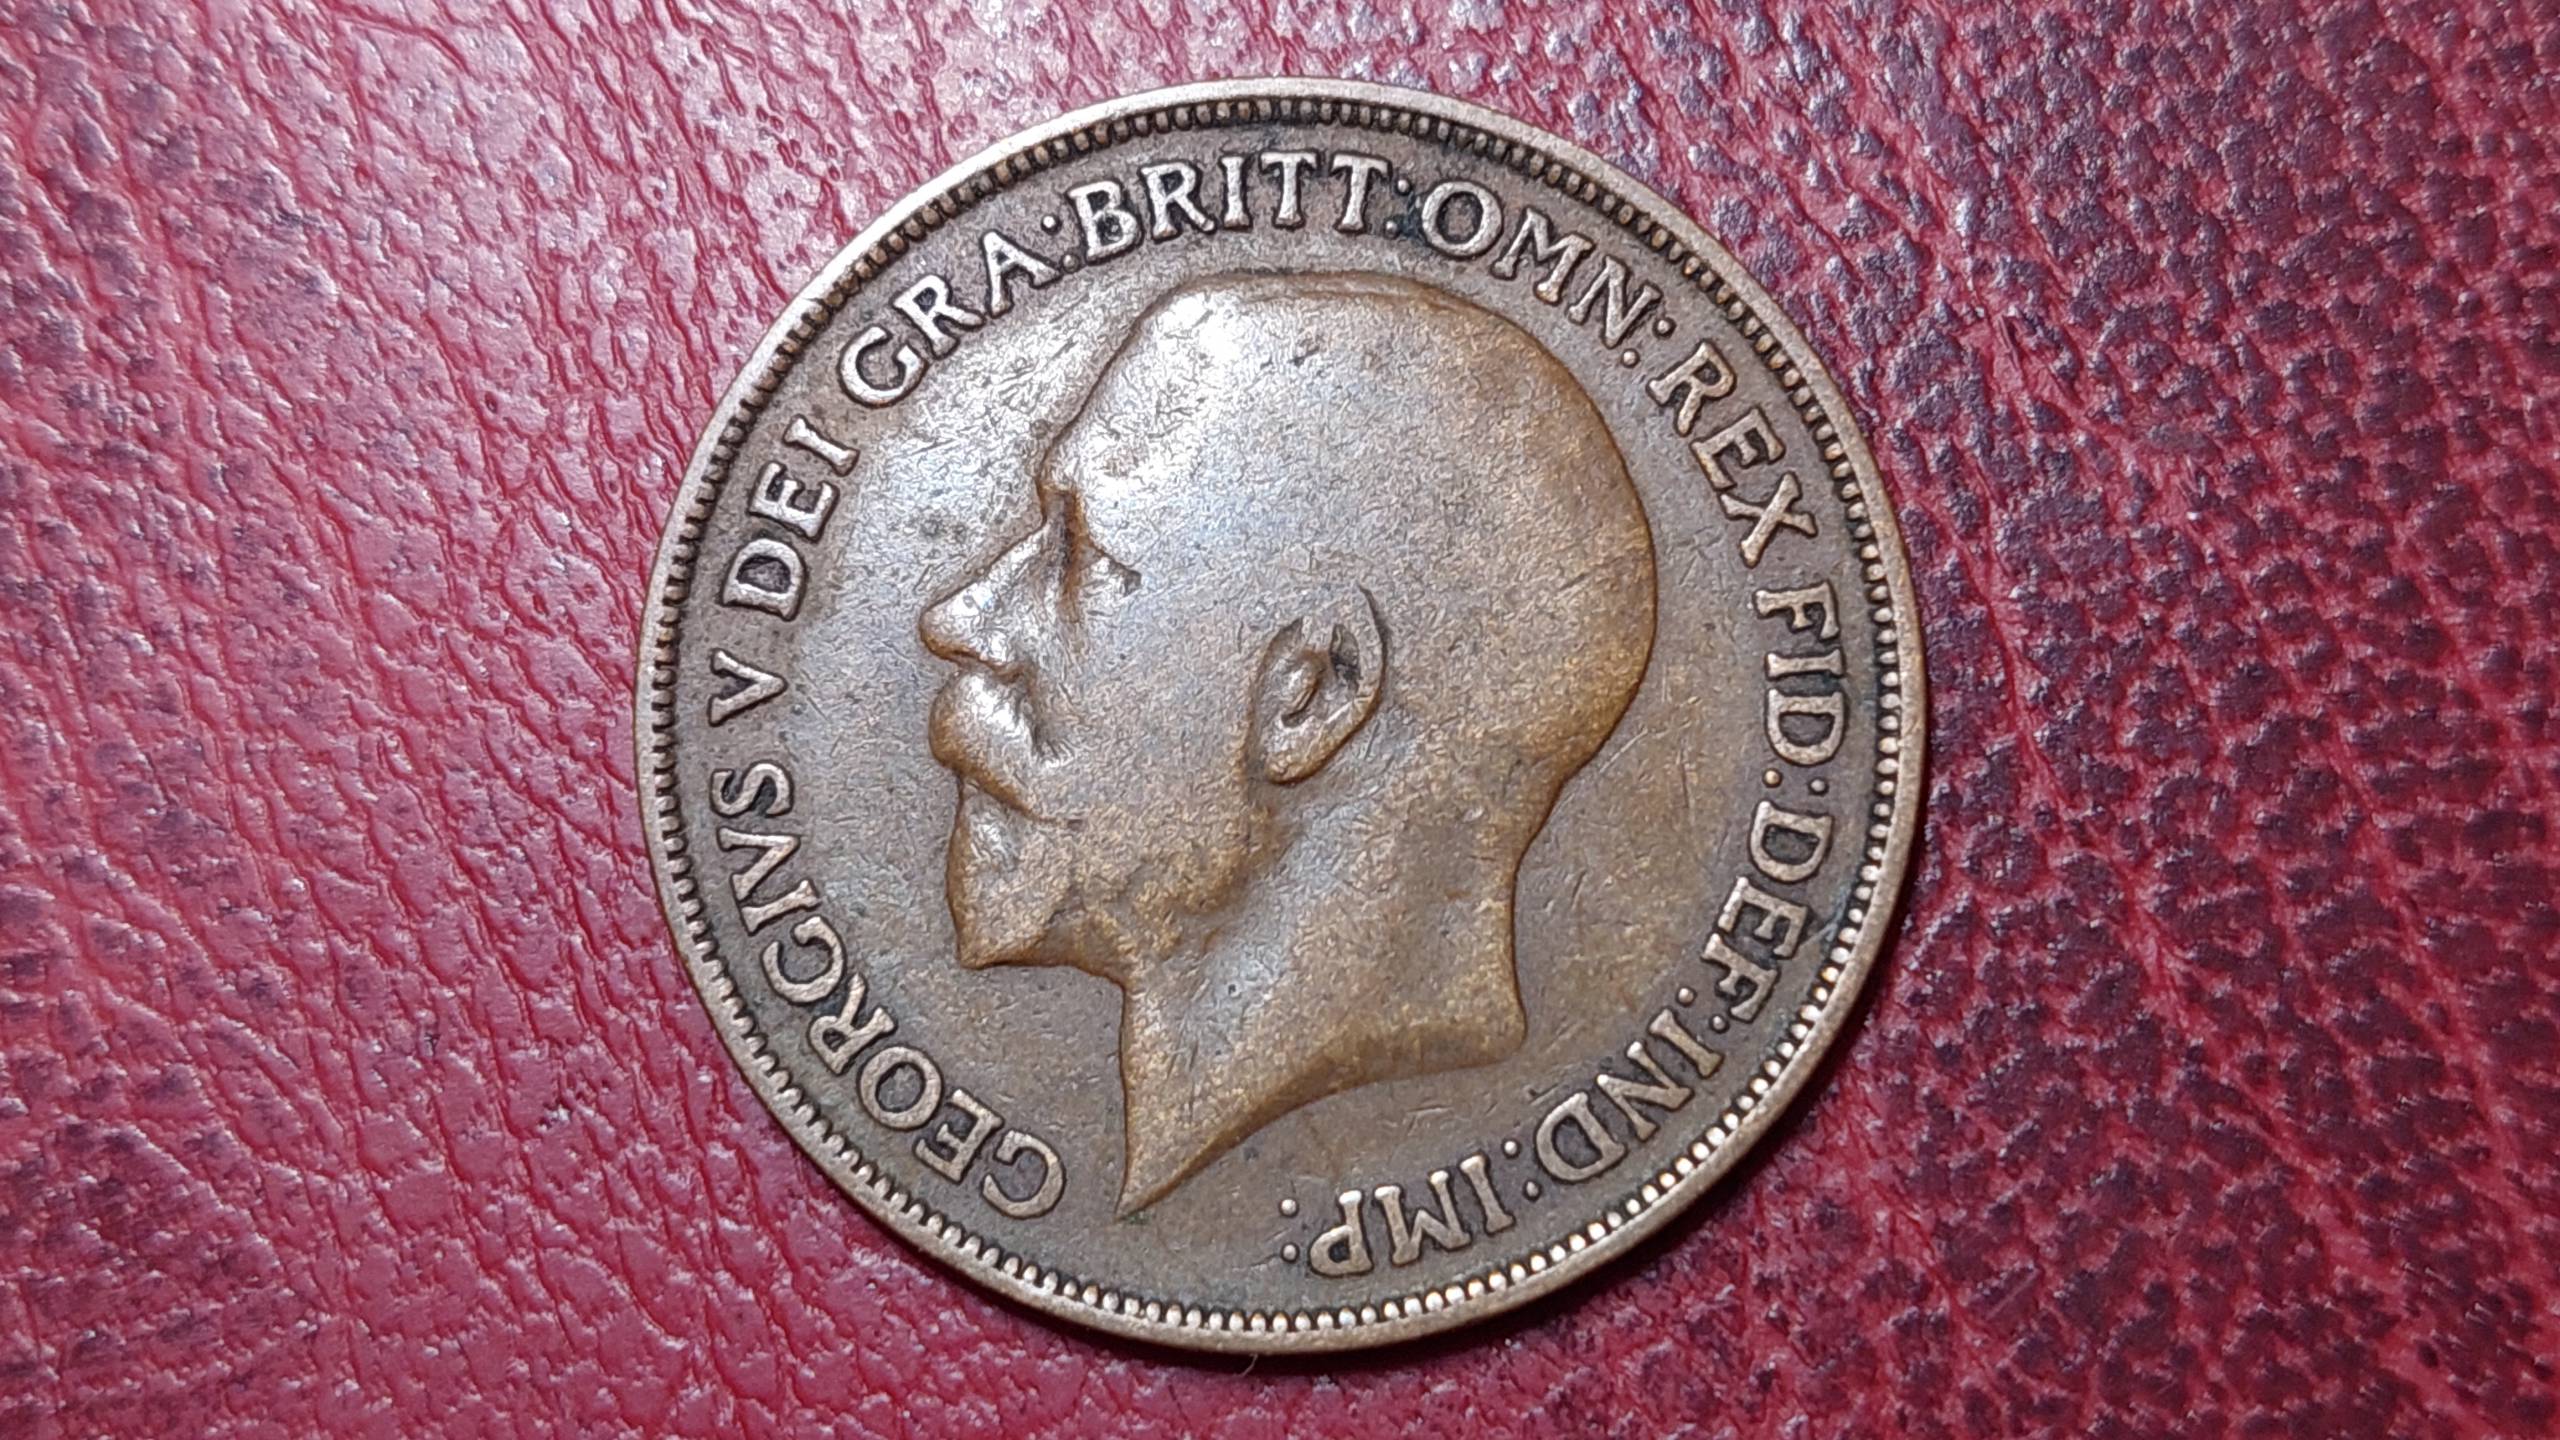 GEORGIVS V DEI GRA: BRITT: OMN: REX FID: DEF: IND: IMP: